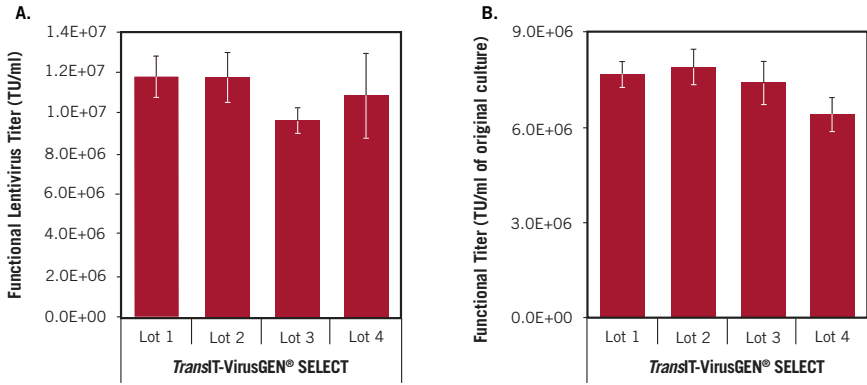 A.
Functional Lentivirus Titer (TU/ml)
1.4E+07
1.2E+07
1.0E+07
8.0E+06
6.0E+06
4.0E+06
2.0E+06
0.0E+00
Lot 1
Lot 2
Lot 3
Lot 4
TransIT-VirusGEN® SELECT
B.
Functional Titer (TU/ml of original culture)
9.0E+06
6.0E+06
3.0E+06
0.0E+00
Lot 1
Lot 2
Lot 3
Lot 4
TransIT-VirusGEN® SELECT